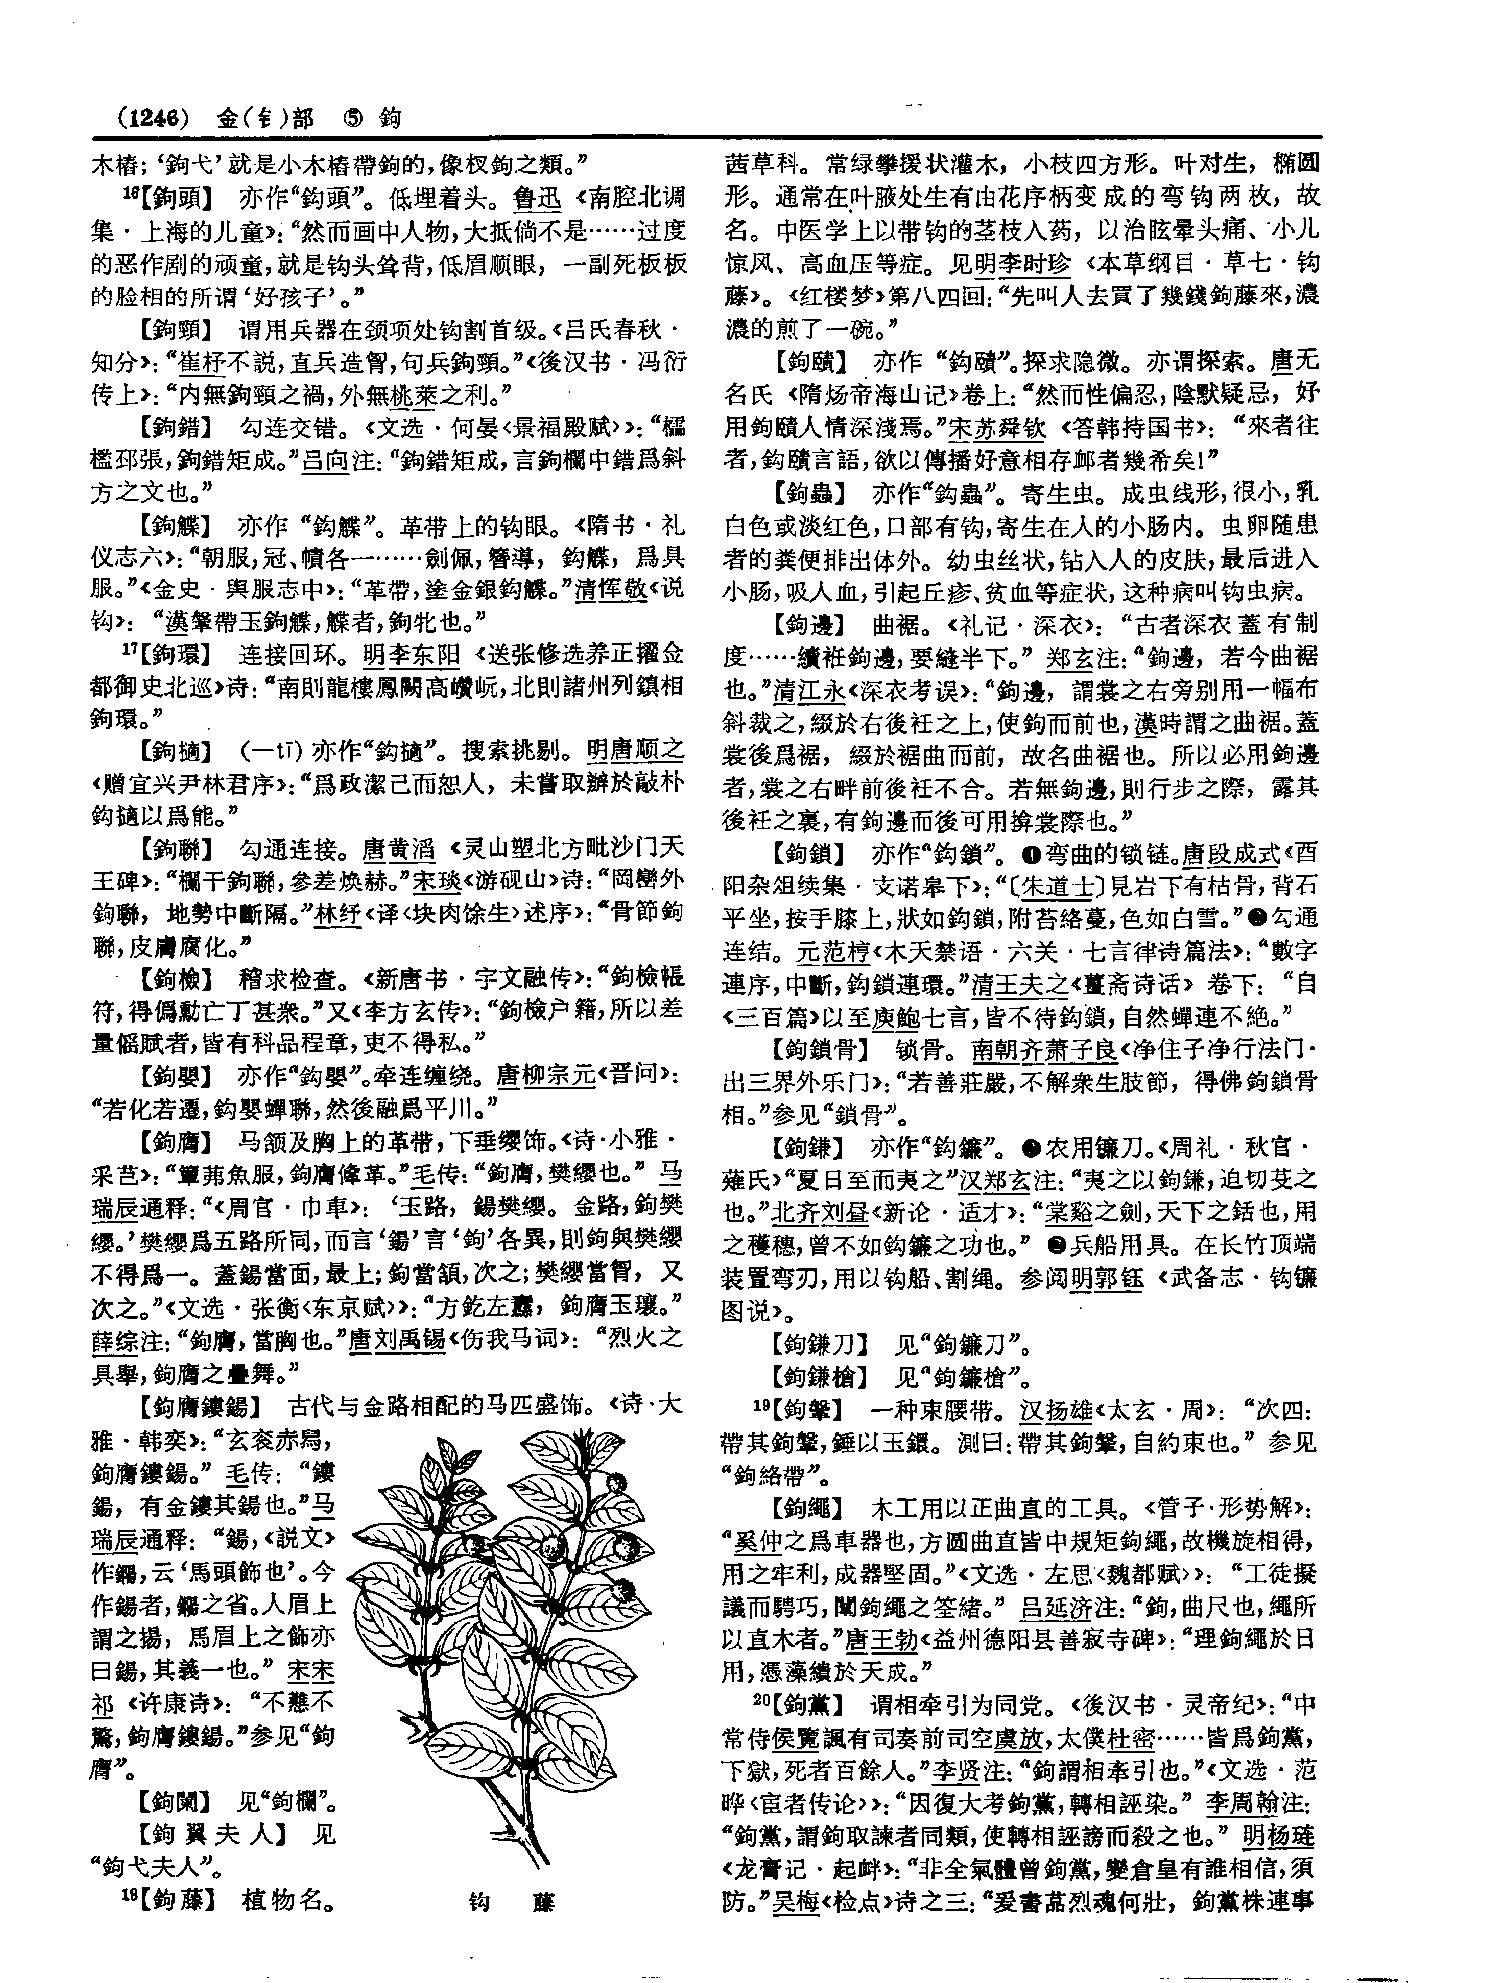 (1246) 金(钅)部 ⑤ 鉤
木樁；‘鉤弋’就是小木樁帶鉤的，像杈鉤之類。”
16【鉤頭】 亦作“鈎頭”。低埋着头。鲁迅《南腔北调
集·上海的儿童》：“然而画中人物，大抵倘不是……过度
的恶作剧的顽童，就是钩头耸背，低眉顺眼，一副死板板
的脸相的所谓‘好孩子’。”
【鉤頸】 谓用兵器在颈项处钩割首级。《吕氏春秋·
知分》：“崔杼不説，直兵造胷，句兵鉤頸。”《後汉书·冯衍
传上》：“内無鉤頸之禍，外無桃萊之利。”
【鉤錯】 勾连交错。《文选·何晏〈景福殿赋〉》：“櫺
檻邳張，鉤錯矩成。”吕向注：“鉤錯矩成，言鉤欄中錯爲斜
方之文也。”
【鉤䚢】 亦作“鈎䚢”。革带上的钩眼。《隋书·礼
仪志六》：“朝服，冠、幘各一……劍佩，簪導，鈎䚢，爲具
服。”《金史·輿服志中》：“革帶，塗金銀鈎䚢。”清恽敬《说
钩》：“漢鞶帶玉鉤䚢，䚢者，鉤牝也。”
17【鉤環】 连接回环。明李东阳《送张修选养正擢佥
都御史北巡》诗：“南則龍樓鳳闕高巑岏，北則諸州列鎮相
鉤環。”
【鉤擿】 (—tī) 亦作“鈎擿”。搜索挑剔。明唐顺之
《赠宜兴尹林君序》：“爲政潔己而恕人，未嘗取辦於敲朴
鈎擿以爲能。”
【鉤聯】 勾通连接。唐黄滔《灵山塑北方毗沙门天
王碑》：“欄干鉤聯，參差焕赫。”宋琰《游砚山》诗：“岡巒外
鉤聯，地勢中斷隔。”林纾《译〈块肉馀生〉述序》：“骨節鉤
聯，皮膚腐化。”
【鉤檢】 稽求检查。《新唐书·宇文融传》：“鉤檢帳
符，得僞勳亡丁甚衆。”又《李方玄传》：“鉤檢户籍，所以差
量傜賦者，皆有科品程章，吏不得私。”
【鉤嬰】 亦作“鈎嬰”。牵连缠绕。唐柳宗元《晋问》：
“若化若遷，鈎嬰蟬聯，然後融爲平川。”
【鉤膺】 马颔及胸上的革带，下垂缨饰。《诗·小雅·
采芑》：“簟茀魚服，鉤膺鞗革。”毛传：“鉤膺，樊纓也。”马
瑞辰通释：“《周官·巾車》：‘玉路，鍚樊纓。金路，鉤樊
纓。’樊纓爲五路所同，而言‘鍚’言‘鉤’各異，則鉤與樊纓
不得爲一。蓋鍚當面，最上；鉤當頷，次之；樊纓當胷，又
次之。”《文选·张衡〈东京赋〉》：“方釳左纛，鉤膺玉瓖。”
薛综注：“鉤膺，當胸也。”唐刘禹锡《伤我马词》：“烈火之
具舉，鉤膺之疊舞。”
【鉤膺鏤鍚】 古代与金路相配的马匹盛饰。《诗·大
雅·韩奕》：“玄衮赤舄，
鉤膺鏤鍚。”毛传：“鏤
鍚，有金鏤其鍚也。”马
瑞辰通释：“鍚，《説文》
作鐊，云‘馬頭飾也’。今
作鍚者，鐊之省。人眉上
謂之揚，馬眉上之飾亦
曰鍚，其義一也。”宋宋
祁《许康诗》：“不戁不
驁，鉤膺鏤鍚。”参见“鉤
膺”。
【鉤闌】 见“鉤欄”。
【鉤翼夫人】 见
“鉤弋夫人”。
18【鉤藤】 植物名。
钩 藤
茜草科。常绿攀援状灌木，小枝四方形。叶对生，椭圆
形。通常在叶腋处生有由花序柄变成的弯钩两枚，故
名。中医学上以带钩的茎枝入药，以治眩晕头痛、小儿
惊风、高血压等症。见明李时珍《本草纲目·草七·钩
藤》。《红楼梦》第八四回：“先叫人去買了幾錢鉤藤來，濃
濃的煎了一碗。”
【鉤賾】 亦作“鈎賾”。探求隐微。亦谓探索。唐无
名氏《隋炀帝海山记》卷上：“然而性偏忍，陰默疑忌，好
用鉤賾人情深淺焉。”宋苏舜钦《答韩持国书》：“來者往
者，鈎賾言語，欲以傳播好意相存卹者幾希矣！”
【鉤蟲】 亦作“鈎蟲”。寄生虫。成虫线形，很小，乳
白色或淡红色，口部有钩，寄生在人的小肠内。虫卵随患
者的粪便排出体外。幼虫丝状，钻入人的皮肤，最后进入
小肠，吸人血，引起丘疹、贫血等症状，这种病叫钩虫病。
【鉤邊】 曲裾。《礼记·深衣》：“古者深衣蓋有制
度……續衽鉤邊，要縫半下。”郑玄注：“鉤邊，若今曲裾
也。”清江永《深衣考误》：“鉤邊，謂裳之右旁别用一幅布
斜裁之，綴於右後衽之上，使鉤而前也，漢時謂之曲裾。蓋
裳後爲裾，綴於裾曲而前，故名曲裾也。所以必用鉤邊
者，裳之右畔前後衽不合。若無鉤邊，則行步之際，露其
後衽之裏，有鉤邊而後可用揜裳際也。”
【鉤鎖】 亦作“鈎鎖”。❶弯曲的锁链。唐段成式《酉
阳杂俎续集·支诺皋下》：“〔朱道士〕見岩下有枯骨，背石
平坐，按手膝上，狀如鉤鎖，附苔絡蔓，色如白雪。”❷勾通
连结。元范梈《木天禁语·六关·七言律诗篇法》：“數字
連序，中斷，鈎鎖連環。”清王夫之《薑斋诗话》卷下：“自
《三百篇》以至庾鮑七言，皆不待鈎鎖，自然蟬連不絶。”
【鉤鎖骨】 锁骨。南朝齐萧子良《净住子净行法门·
出三界外乐门》：“若善莊嚴，不解衆生肢節，得佛鉤鎖骨
相。”参见“鎖骨”。
【鉤鎌】 亦作“鈎鐮”。❶农用镰刀。《周礼·秋官·
薙氏》“夏日至而夷之”汉郑玄注：“夷之以鉤鎌，迫切芟之
也。”北齐刘昼《新论·适才》：“棠谿之劍，天下之銛也，用
之穫穗，曾不如鈎鐮之功也。”❷兵船用具。在长竹顶端
装置弯刃，用以钩船、割绳。参阅明郭钰《武备志·钩镰
图说》。
【鉤鎌刀】 见“鉤鐮刀”。
【鉤鎌槍】 见“鉤鐮槍”。
19【鉤鞶】 一种束腰带。汉扬雄《太玄·周》：“次四：
帶其鉤鞶，錘以玉鐶。測曰：帶其鉤鞶，自約束也。”参见
“鉤絡帶”。
【鉤繩】 木工用以正曲直的工具。《管子·形势解》：
“奚仲之爲車器也，方圆曲直皆中規矩鉤繩，故機旋相得，
用之牢利，成器堅固。”《文选·左思〈魏都赋〉》：“工徒擬
議而騁巧，闡鉤繩之筌緒。”吕延济注：“鉤，曲尺也，繩所
以直木者。”唐王勃《益州德阳县善寂寺碑》：“理鉤繩於日
用，憑藻繢於天成。”
20【鉤黨】 谓相牵引为同党。《後汉书·灵帝纪》：“中
常侍侯覽諷有司奏前司空虞放，太僕杜密……皆爲鉤黨，
下獄，死者百餘人。”李贤注：“鉤謂相牽引也。”《文选·范
晔〈宦者传论〉》：“因復大考鉤黨，轉相誣染。”李周翰注：
“鉤黨，謂鉤取諫者同類，使轉相誣謗而殺之也。”明杨珽
《龙膏记·起衅》：“非全氣體曾鉤黨，變倉皇有誰相信，須
防。”吴梅《检点》诗之三：“爰書慕烈魂何壯，鉤黨株連事